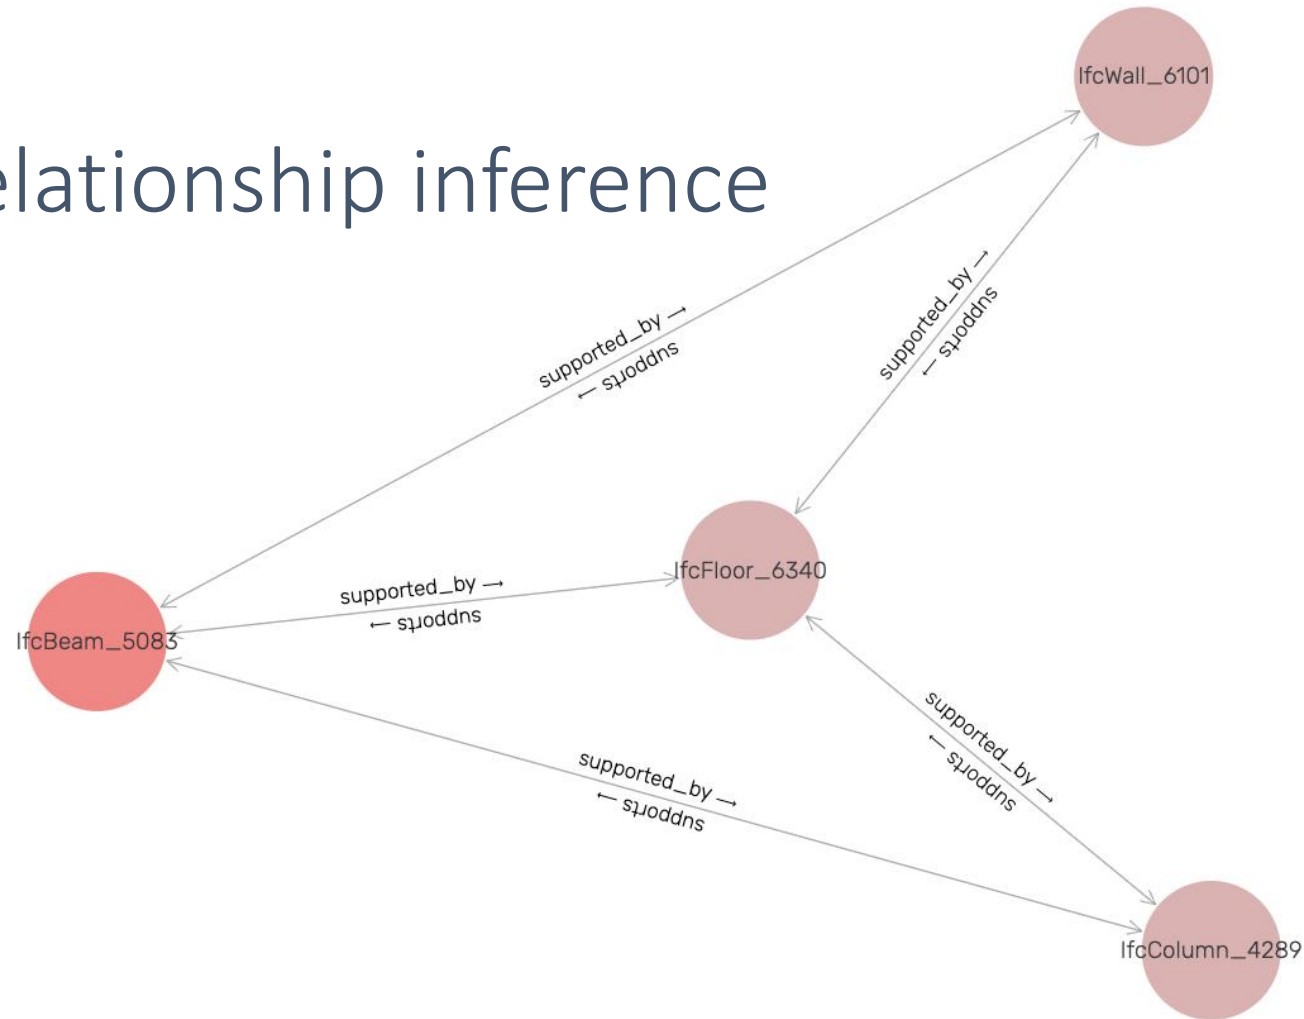 IfcWall_6101
elationship inference
supported_by →
supports →
supported_by →
supports →
IfcFloor_6340
supported_by →
supports →
IfcBeam_5083
supported_by →
supports →
supported_by →
supports →
IfcColumn_4289